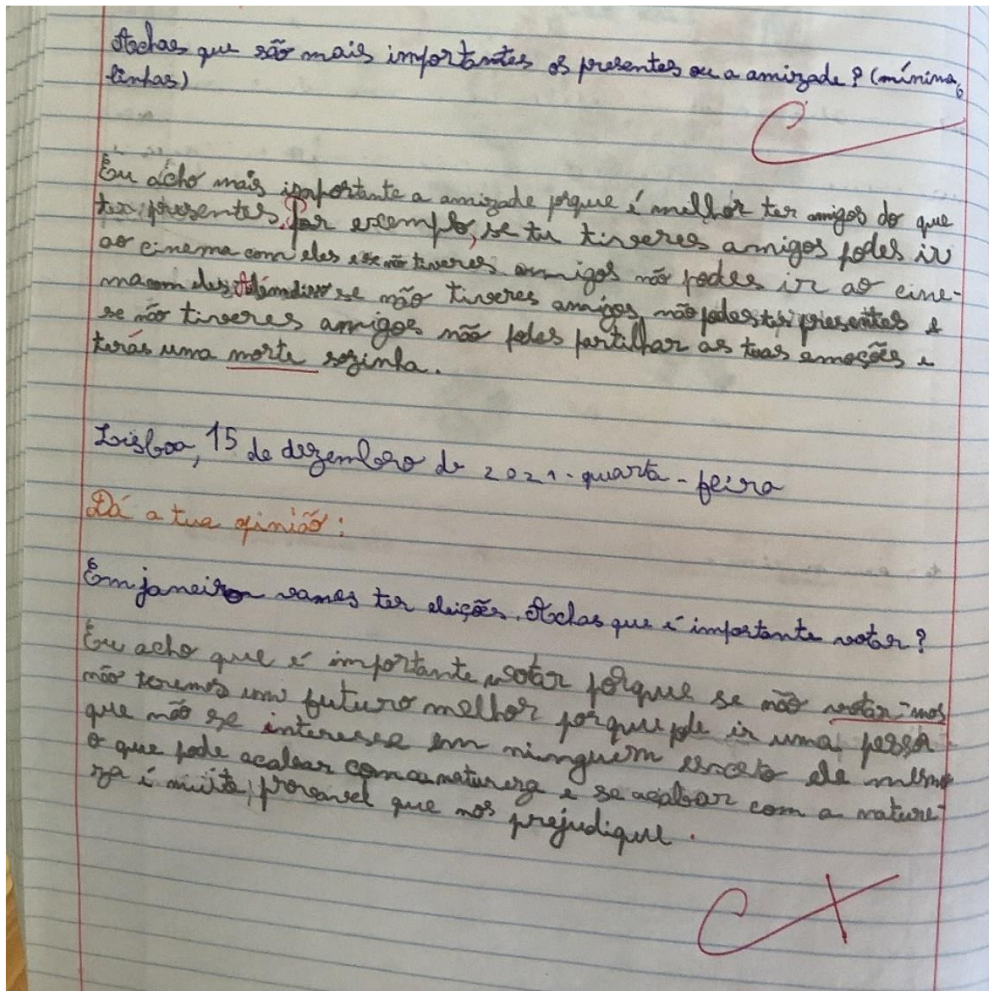 Achas que são mais importantes os presentes ou a amizade? (mínimo 6
linhas)
Eu acho mais importante a amizade porque é melhor ter amigos do que
ter presentes, por exemplo, se tu tiveres amigos podes ir
ao cinema com eles e se não tiveres amigos não podes ir ao cine-
ma com eles. Além disso se não tiveres amigos não podes ter presentes e
se não tiveres amigos não podes partilhar as tuas emoções e
terás uma morte sozinha.
Lisboa, 15 de dezembro de 2021 - quarta-feira
Dá a tua opinião:
Em janeiro vamos ter eleições. Achas que é importante votar?
Eu acho que é importante votar porque se não votar-mos
não teremos um futuro melhor porque pode ir uma pessoa
que não se interessa em ninguém exceto ele mesmo
o que pode acabar com a natureza e se acabar com a nature-
za é muito provavel que nos prejudique.